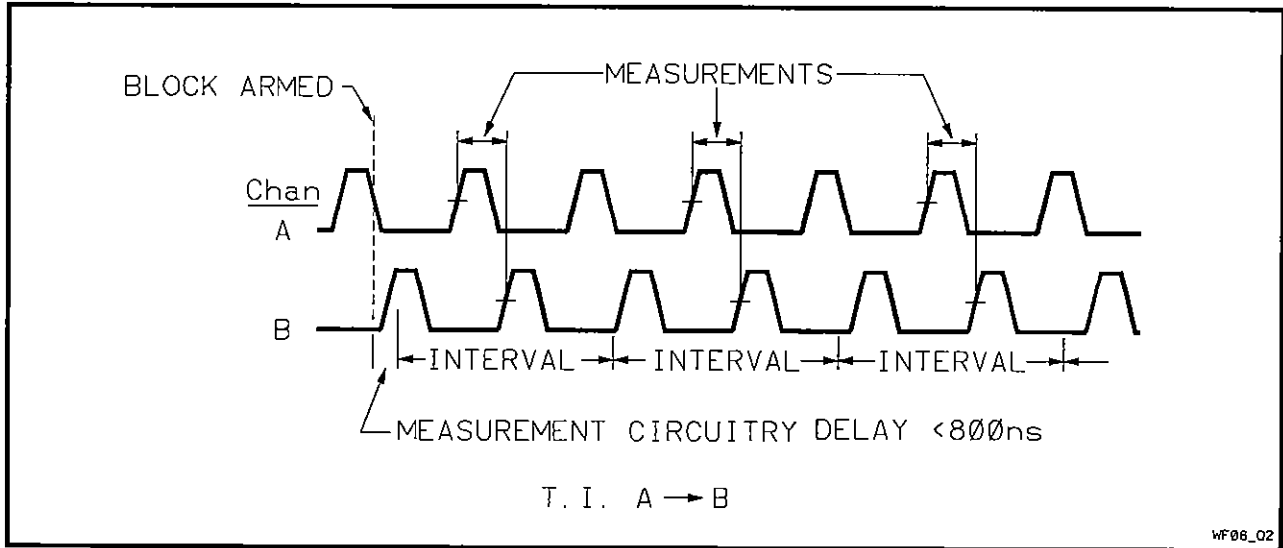 BLOCK ARMED
MEASUREMENTS
Chan
A
B
INTERVAL INTERVAL INTERVAL
MEASUREMENT CIRCUITRY DELAY <800ns
T.I. A → B
WF06_02